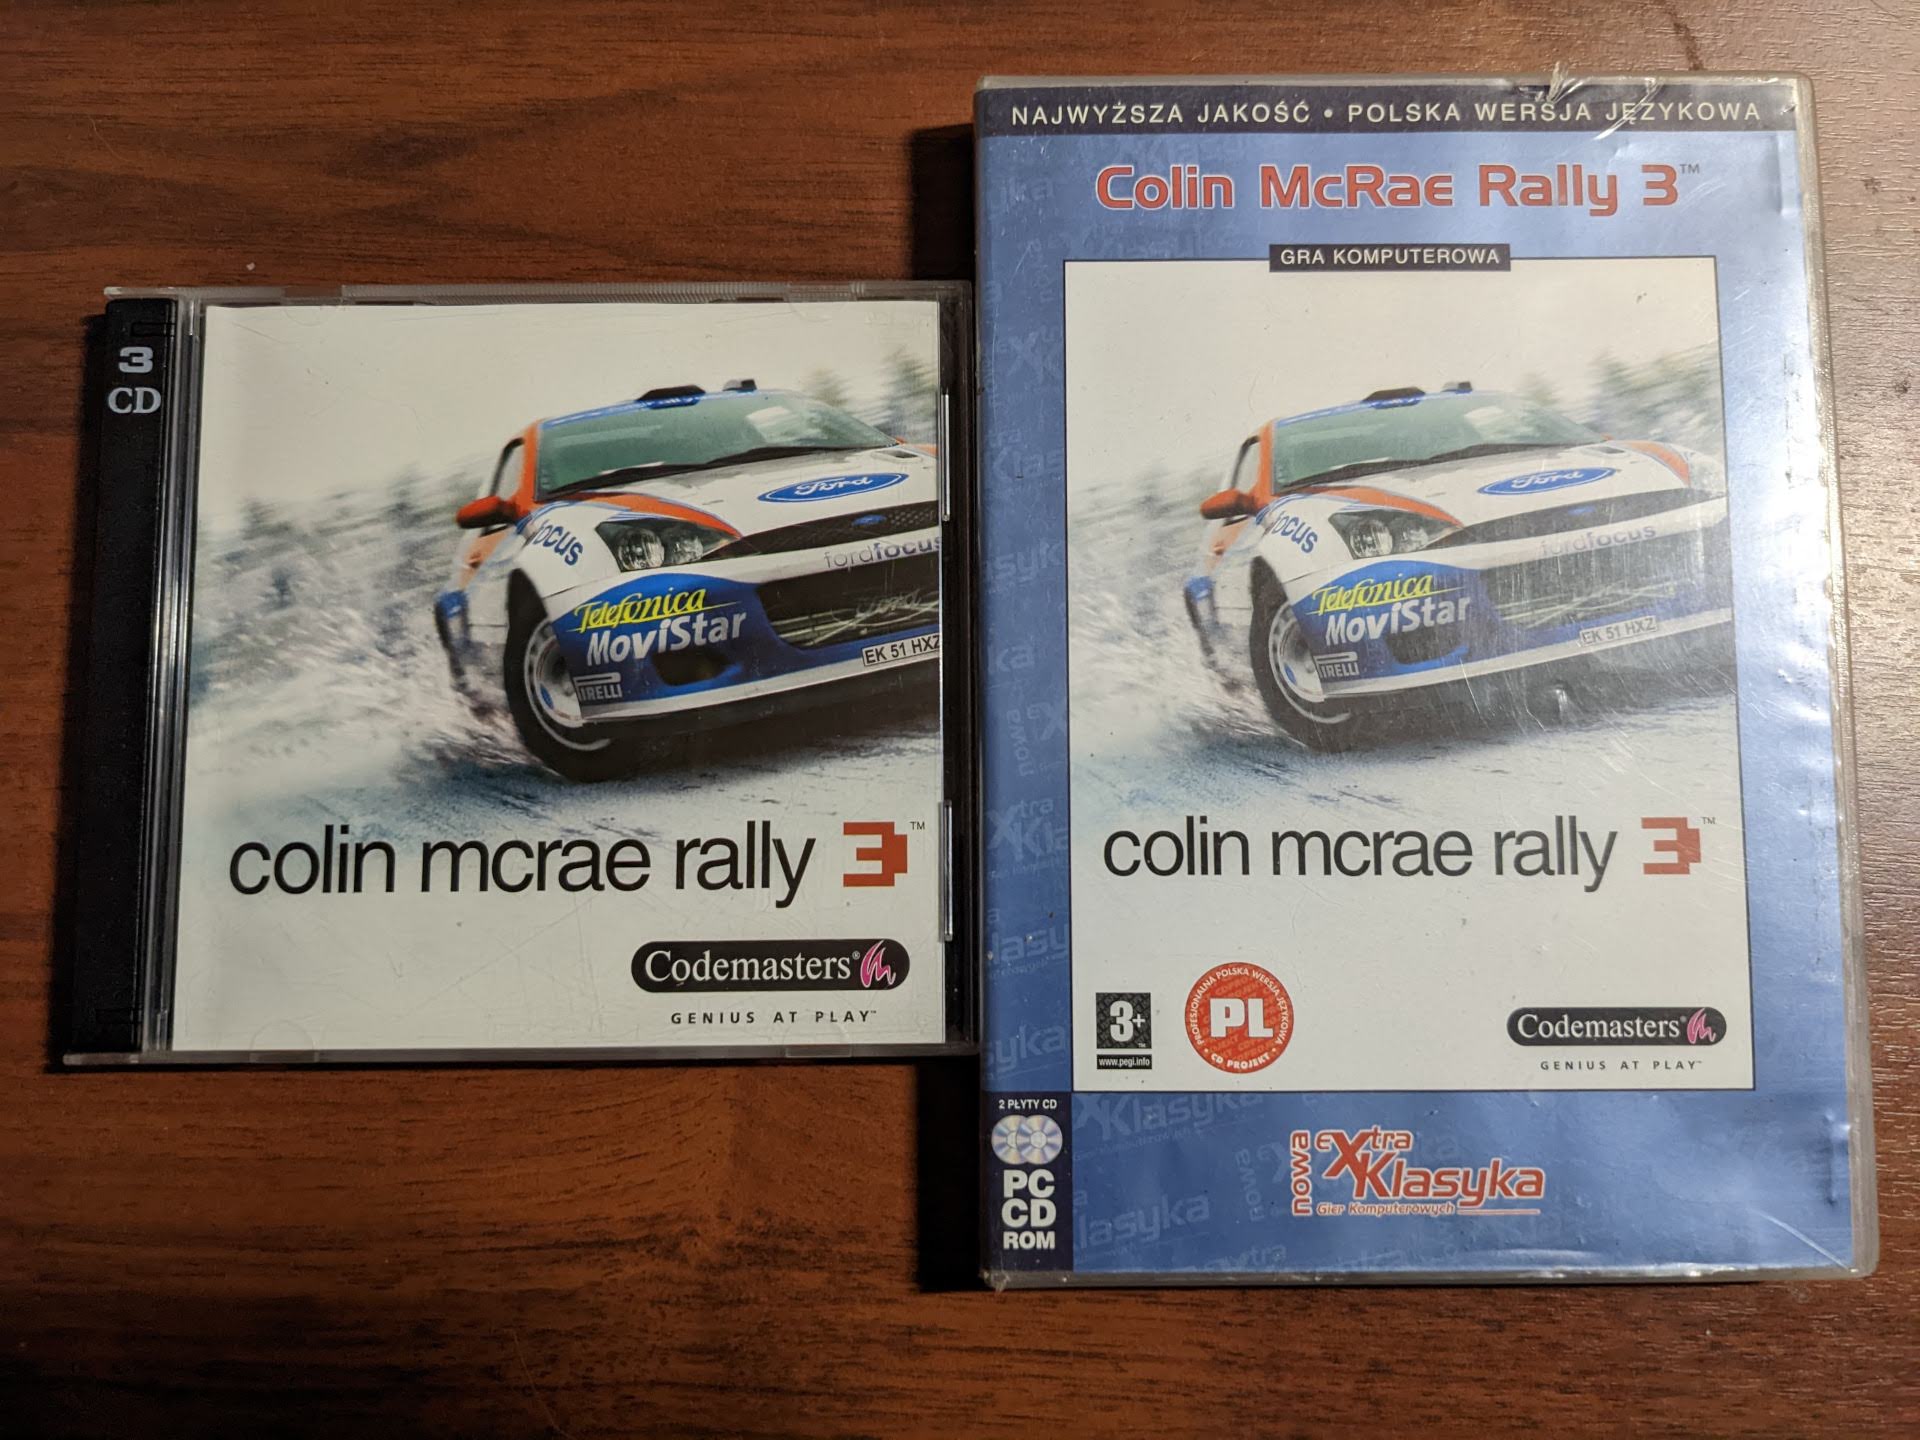 3
CD
Ford
focus
fordfocus
Telefónica
MoviStar
EK 51 HXZ
PIRELLI
colin mcrae rally 3™
Codemasters®
GENIUS AT PLAY™
NAJWYŻSZA JAKOŚĆ • POLSKA WERSJA JĘZYKOWA
Colin McRae Rally 3™
GRA KOMPUTEROWA
Ford
focus
fordfocus
Telefónica
MoviStar
EK 51 HXZ
PIRELLI
colin mcrae rally 3™
3+
www.pegi.info
PROFESJONALNA POLSKA WERSJA JĘZYKOWA
PL
• CD PROJEKT •
Codemasters®
GENIUS AT PLAY™
2 PŁYTY CD
PC
CD
ROM
nowa
eXtra
Klasyka
Gier Komputerowych